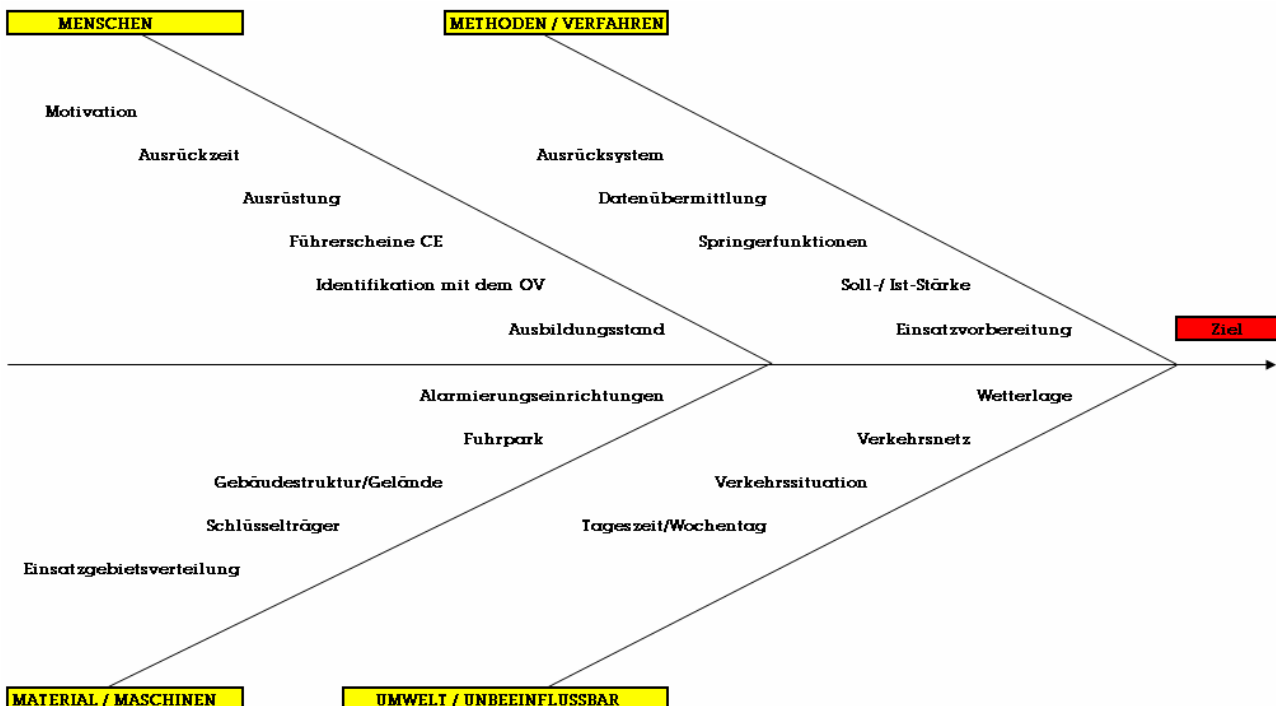 MENSCHEN
METHODEN / VERFAHREN
Motivation
Ausrückzeit
Ausrücksystem
Ausrüstung
Datenübermittlung
Führerscheine CE
Springerfunktionen
Identifikation mit dem OV
Soll-/ Ist-Stärke
Ausbildungsstand
Einsatzvorbereitung
Ziel
Alarmierungseinrichtungen
Wetterlage
Fuhrpark
Verkehrsnetz
Gebäudestruktur/Gelände
Verkehrssituation
Schlüsselträger
Tageszeit/Wochentag
Einsatzgebietsverteilung
MATERIAL / MASCHINEN
UMWELT / UNBEEINFLUSSBAR